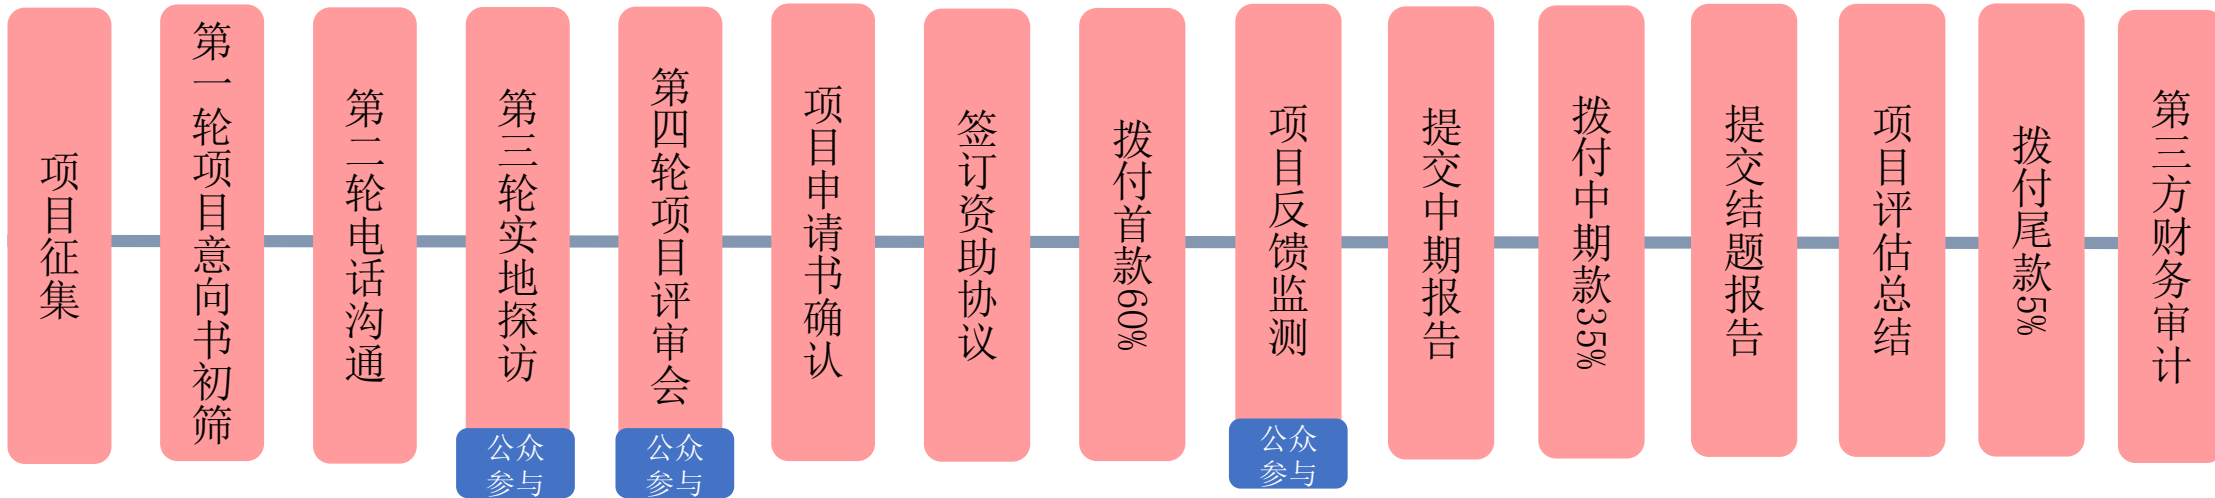 项目征集
第一轮项目意向书初筛
第二轮电话沟通
第三轮实地探访
公众
参与
第四轮项目评审会
公众
参与
项目申请书确认
签订资助协议
拨付首款60%
项目反馈监测
公众
参与
提交中期报告
拨付中期款35%
提交结题报告
项目评估总结
拨付尾款5%
第三方财务审计